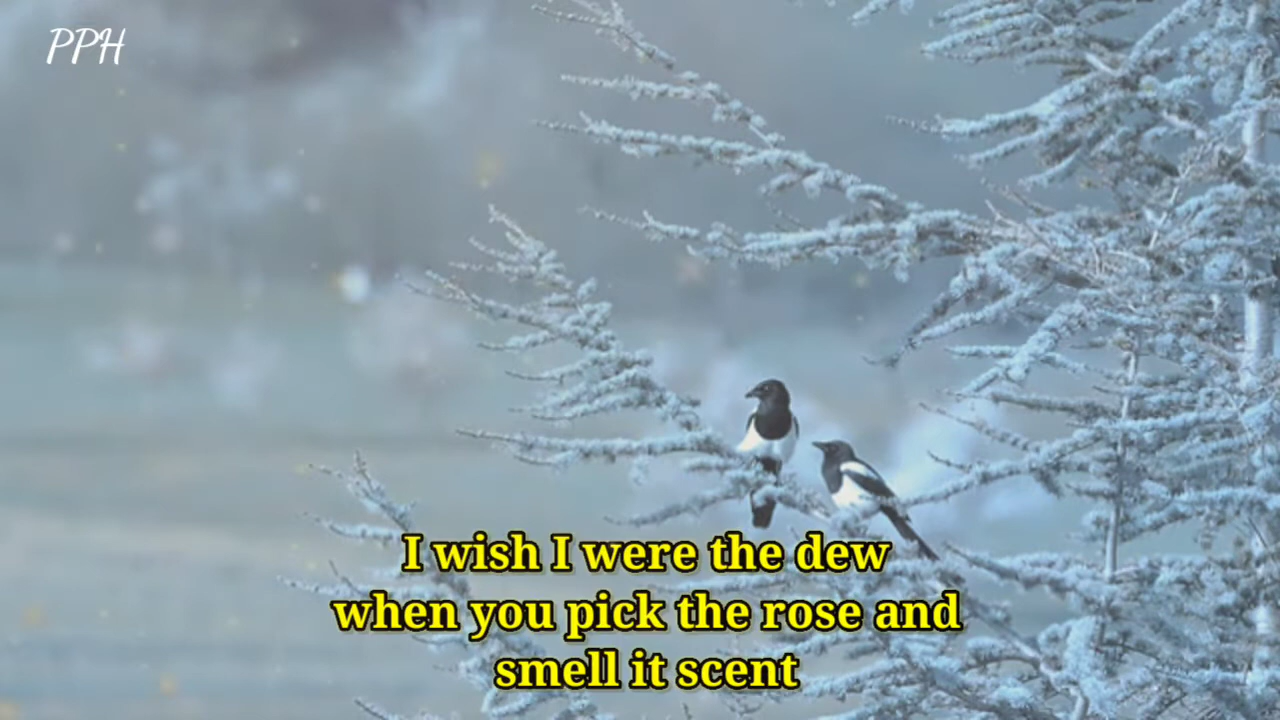 PPH
I wish I were the dew
when you pick the rose and
smell it scent